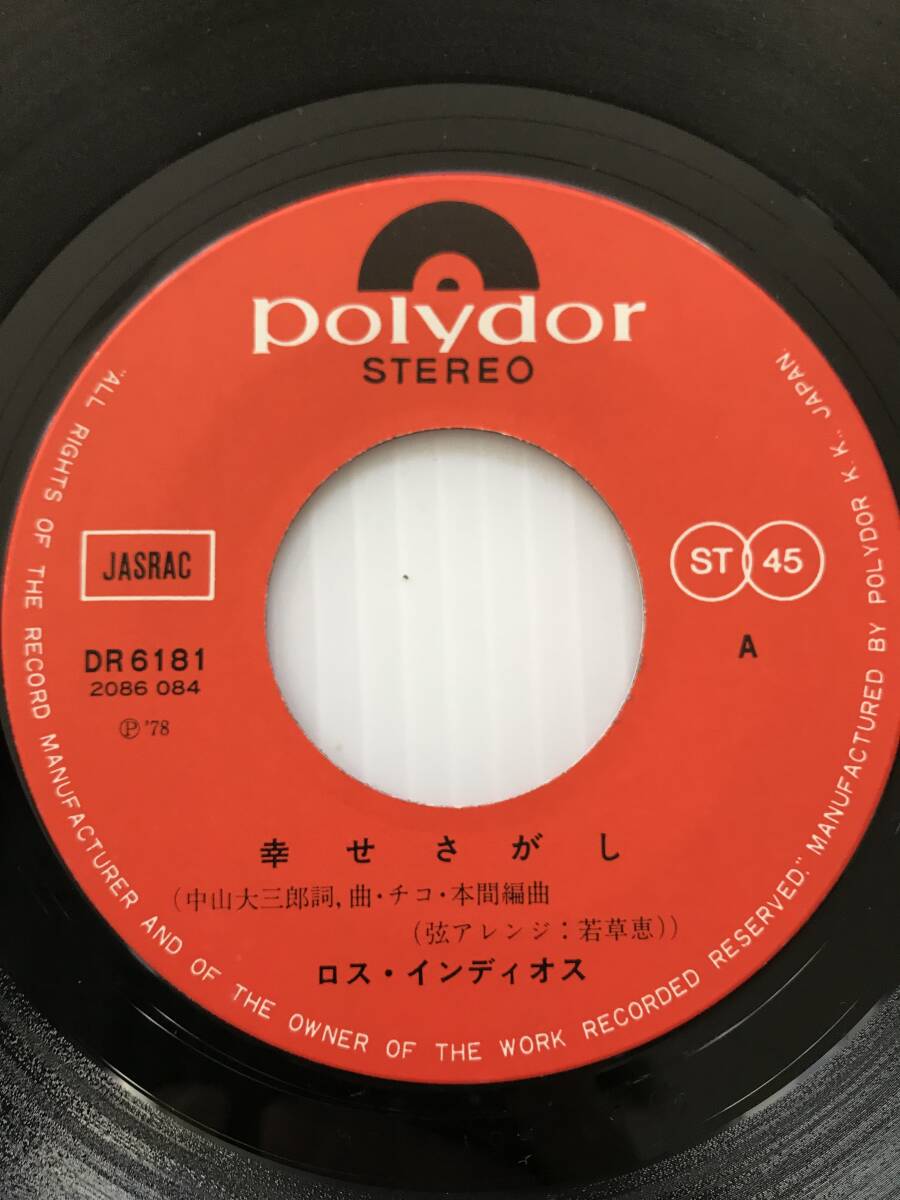 polydor
STEREO
JASRAC
ST 45
DR 6181
2086 084
A
Ⓟ '78
幸せさがし
(中山大三郎詞,曲・チコ・本間編曲
(弦アレンジ:若草恵))
ロス・インディオス
"ALL RIGHTS OF THE RECORD MANUFACTURER AND OF THE OWNER OF THE WORK RECORDED RESERVED." MANUFACTURED BY POLYDOR K. K., JAPAN.